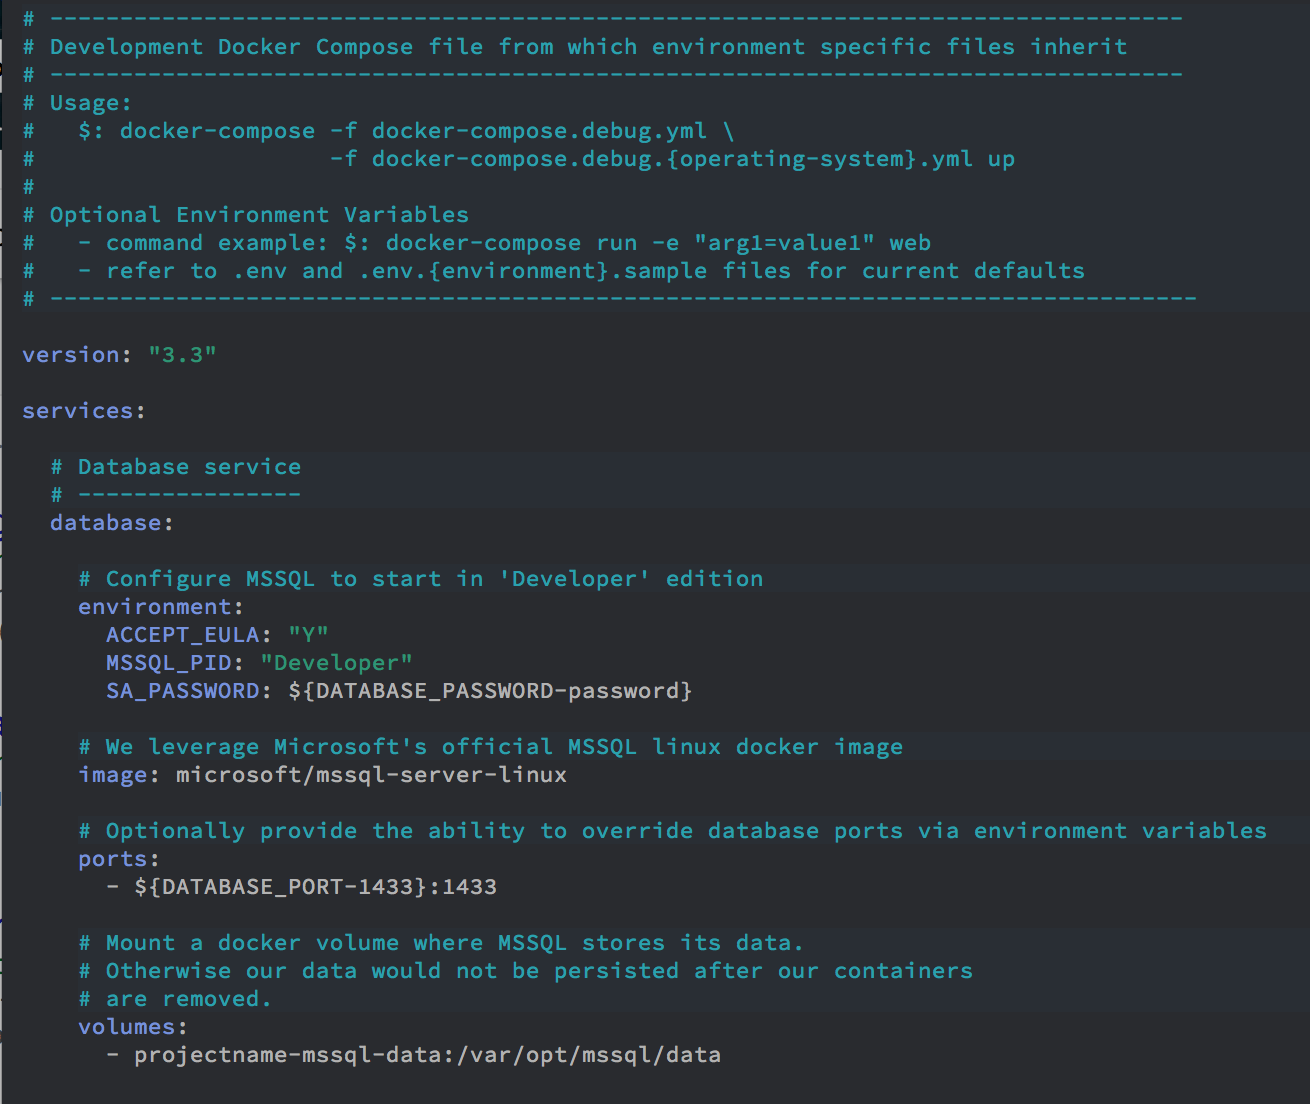 # ---------------------------------------------------------------------------------
# Development Docker Compose file from which environment specific files inherit
# ---------------------------------------------------------------------------------
# Usage:
#   $: docker-compose -f docker-compose.debug.yml \
#                     -f docker-compose.debug.{operating-system}.yml up
#
# Optional Environment Variables
#   - command example: $: docker-compose run -e "arg1=value1" web
#   - refer to .env and .env.{environment}.sample files for current defaults
# ----------------------------------------------------------------------------------
version: "3.3"
services:
  # Database service
  # ----------------
  database:
    # Configure MSSQL to start in 'Developer' edition
    environment:
      ACCEPT_EULA: "Y"
      MSSQL_PID: "Developer"
      SA_PASSWORD: ${DATABASE_PASSWORD-password}
    # We leverage Microsoft's official MSSQL linux docker image
    image: microsoft/mssql-server-linux
    # Optionally provide the ability to override database ports via environment variables
    ports:
      - ${DATABASE_PORT-1433}:1433
    # Mount a docker volume where MSSQL stores its data.
    # Otherwise our data would not be persisted after our containers
    # are removed.
    volumes:
      - projectname-mssql-data:/var/opt/mssql/data